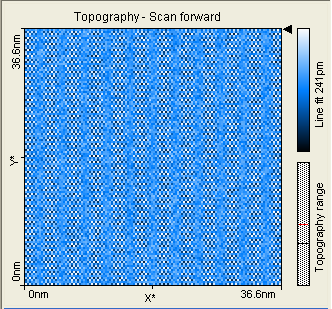 Topography - Scan forward
36.6nm
Y*
0nm
0nm
X*
36.6nm
Line fit 241pm
Topography range